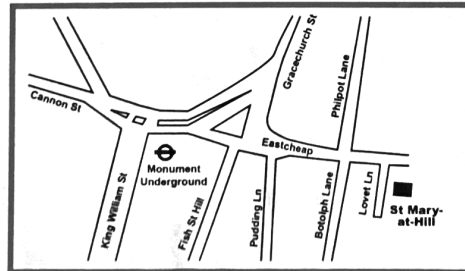 Gracechurch St
Philpot Lane
Cannon St
Eastcheap
Monument
Underground
King William St
Fish St Hill
Pudding Ln
Botolph Lane
Lovet Ln
St Mary-
at-Hill